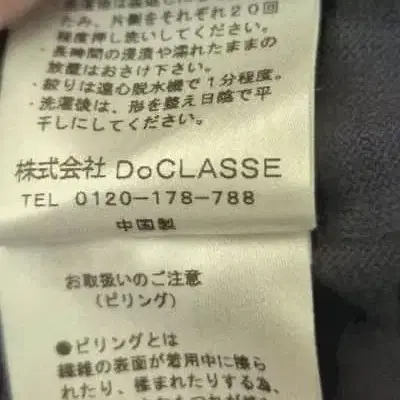 たみ、片側をそれぞれ20回
程度押し洗いしてください。
・長時間の浸漬や濡れたままの
放置はおさけ下さい。
・絞りは遠心脱水機で1分程度。
・洗濯後は、形を整え日陰で平
干しにしてください。
株式会社 DoCLASSE
TEL 0120-178-788
中国製
お取扱いのご注意
(ピリング)
●ピリングとは
繊維の表面が着用中に擦ら
れたり、揉まれたりする為、